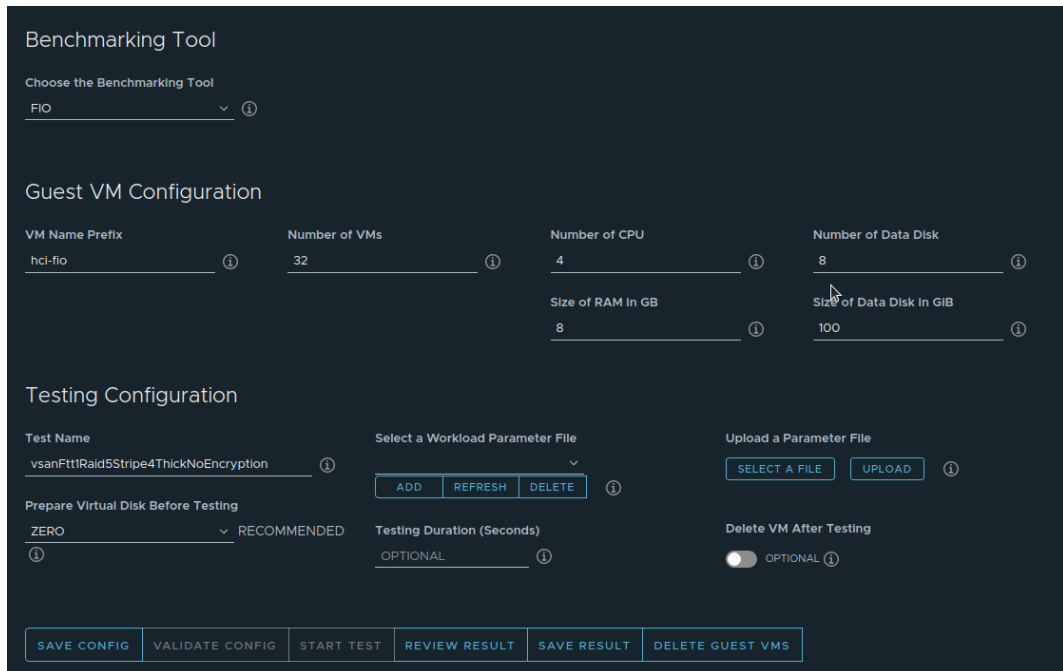 Benchmarking Tool
Choose the Benchmarking Tool
FIO
Guest VM Configuration
VM Name Prefix
Number of VMs
Number of CPU
Number of Data Disk
hci-fio
32
4
8
Size of RAM in GB
Size of Data Disk in GiB
8
100
Testing Configuration
Test Name
Select a Workload Parameter File
Upload a Parameter File
vsanFtt1Raid5Stripe4ThickNoEncryption
SELECT A FILE
UPLOAD
ADD
REFRESH
DELETE
Prepare Virtual Disk Before Testing
ZERO
RECOMMENDED
Testing Duration (Seconds)
OPTIONAL
Delete VM After Testing
OPTIONAL
SAVE CONFIG
VALIDATE CONFIG
START TEST
REVIEW RESULT
SAVE RESULT
DELETE GUEST VMS